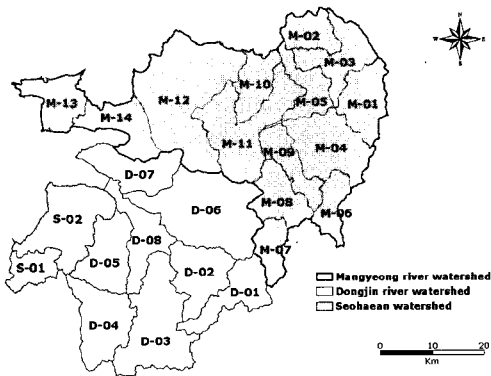 M-02
N
W
E
S
M-03
M-13
M-10
M-12
M-05
M-01
M-14
M-11
M-09
M-04
D-07
M-08
M-06
S-02
D-06
D-08
M-07
S-01
D-05
D-02
D-01
D-04
D-03
Mangyeong river watershed
Dongjin river watershed
Seohaean watershed
0 10 20
Km